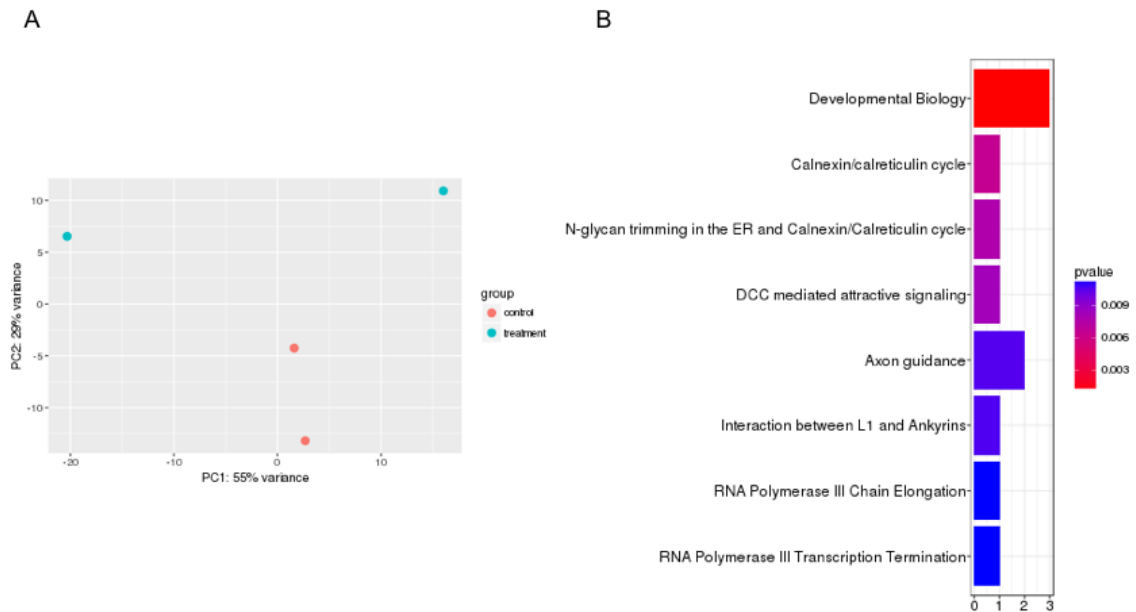 A
B
10
5
0
-5
-10
PC2: 29% variance
-20
-10
0
10
PC1: 55% variance
group
control
treatment
Developmental Biology
Calnexin/calreticulin cycle
N-glycan trimming in the ER and Calnexin/Calreticulin cycle
DCC mediated attractive signaling
Axon guidance
Interaction between L1 and Ankyrins
RNA Polymerase III Chain Elongation
RNA Polymerase III Transcription Termination
0 1 2 3
pvalue
0.009
0.006
0.003